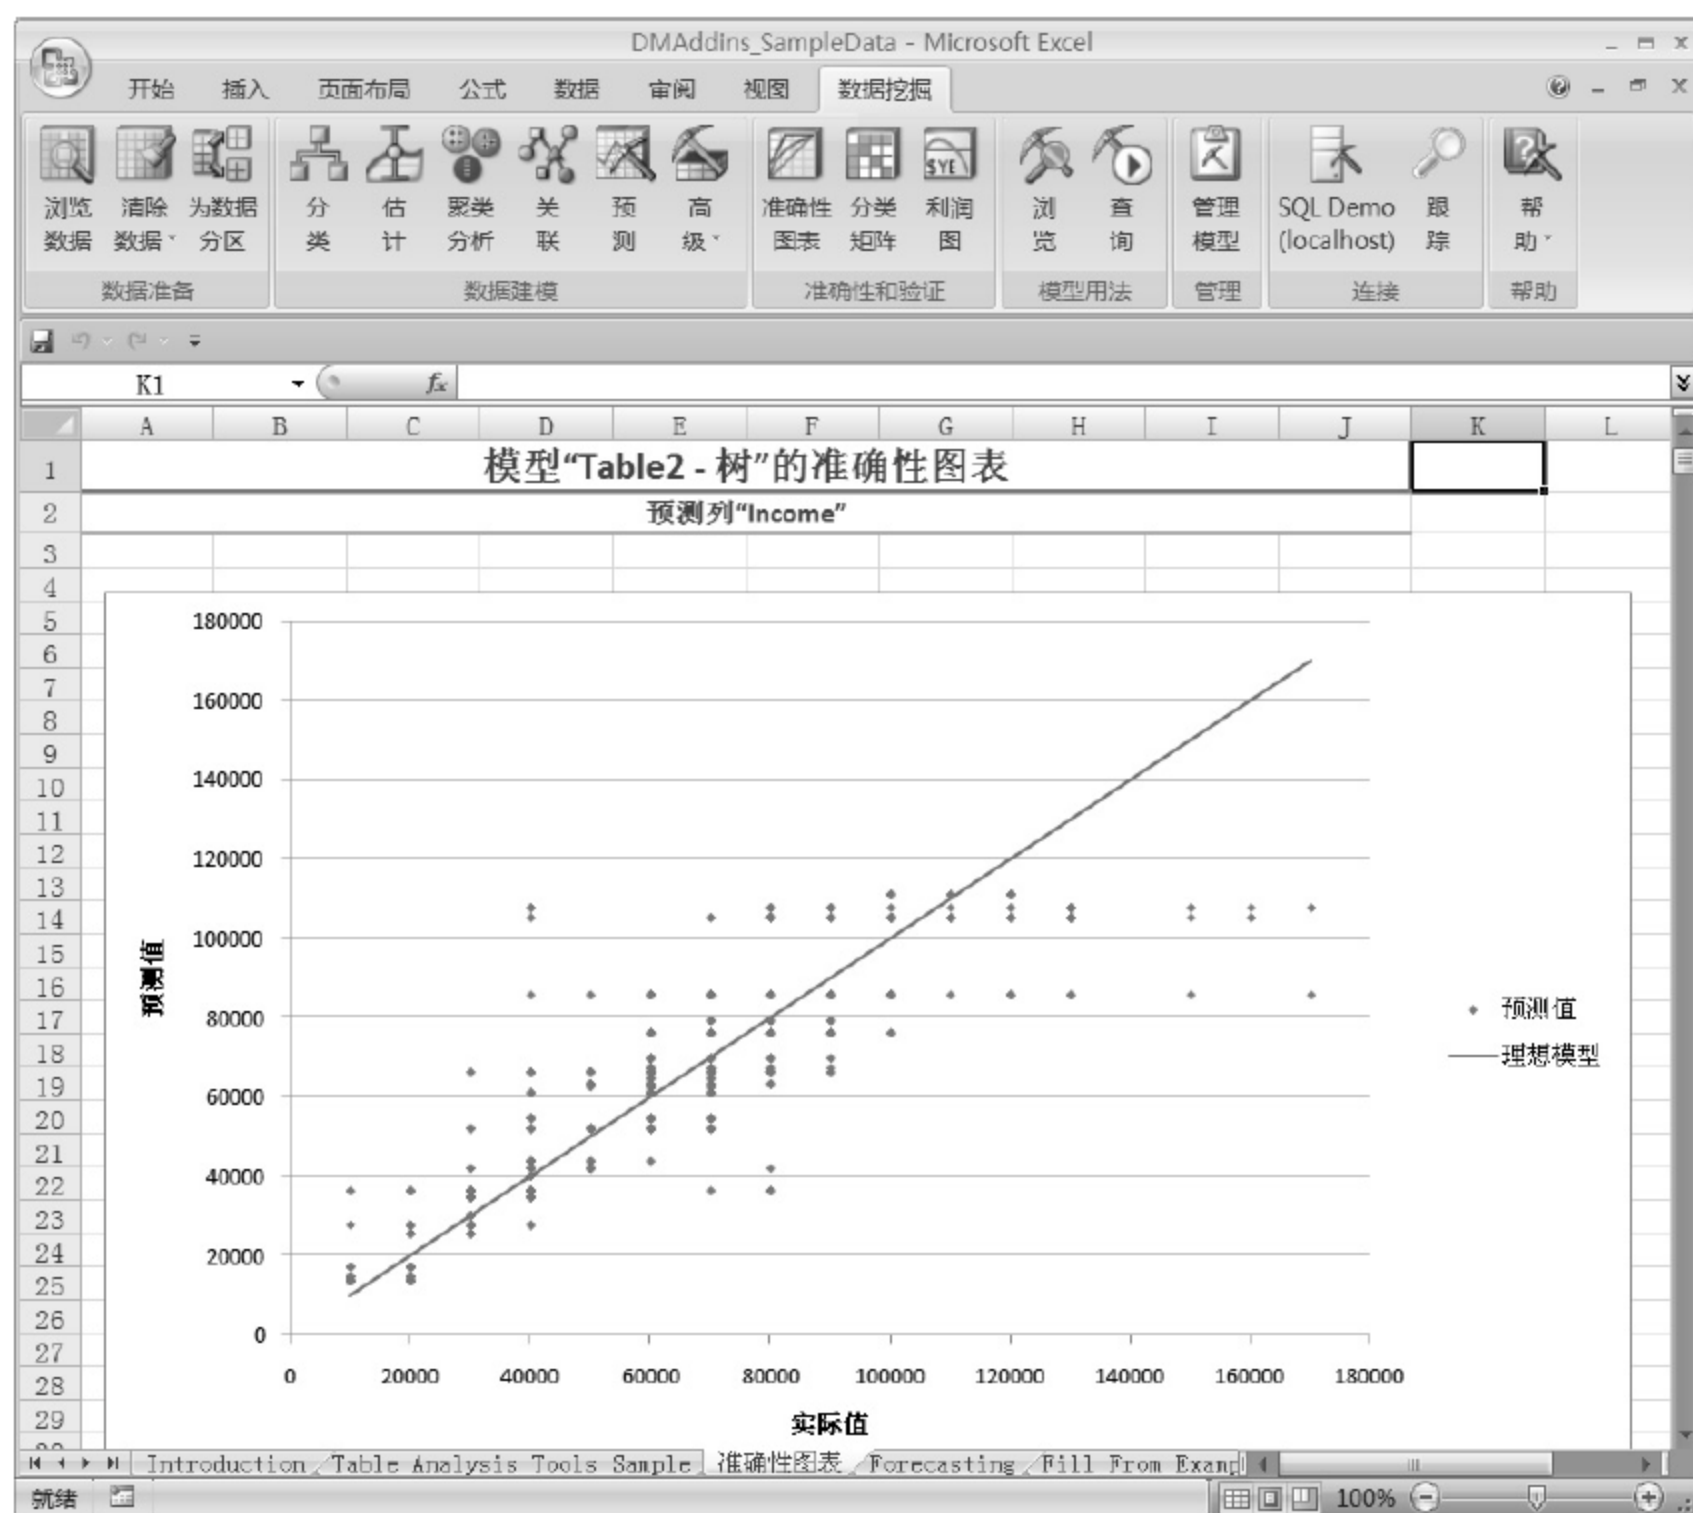 DMAddins_SampleData - Microsoft Excel
开始 插入 页面布局 公式 数据 审阅 视图 数据挖掘
浏览 清除 为数据 分 估 聚类 关 预 高 准确性 分类 利润 浏 查 管理 SQL Demo 跟 帮
数据 数据 分区 类 计 分析 联 测 级 图表 矩阵 图 览 询 模型 (localhost) 踪 助
数据准备 数据建模 准确性和验证 模型用法 管理 连接 帮助
K1 fx
A B C D E F G H I J K L
1 模型“Table2 - 树”的准确性图表
2 预测列“Income”
3
4
5 180000
6
7 160000
8
9
10 140000
11
12 120000
13
14
15 100000
预测值
16
17 80000
预测值
18
理想模型
19 60000
20
21
22 40000
23
24 20000
25
26 0
27
28 0 20000 40000 60000 80000 100000 120000 140000 160000 180000
29 实际值
Introduction Table Analysis Tools Sample 准确性图表 Forecasting Fill From Examp
就绪 100%